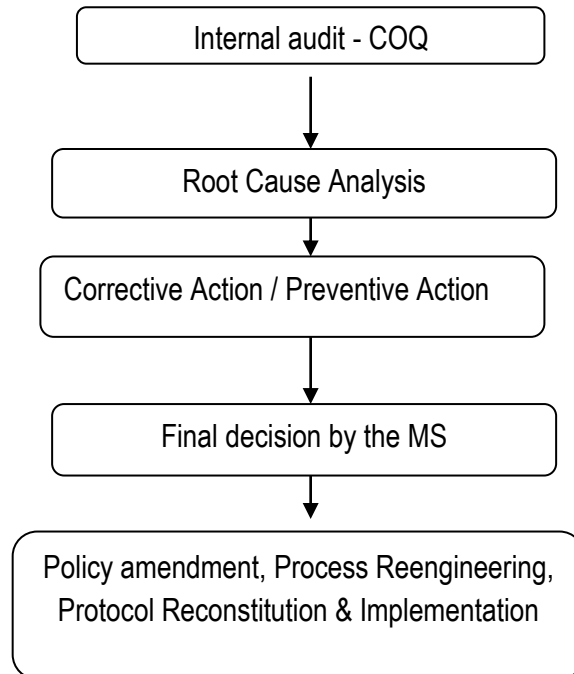 Internal audit - COQ
Root Cause Analysis
Corrective Action / Preventive Action
Final decision by the MS
Policy amendment, Process Reengineering,
Protocol Reconstitution & Implementation